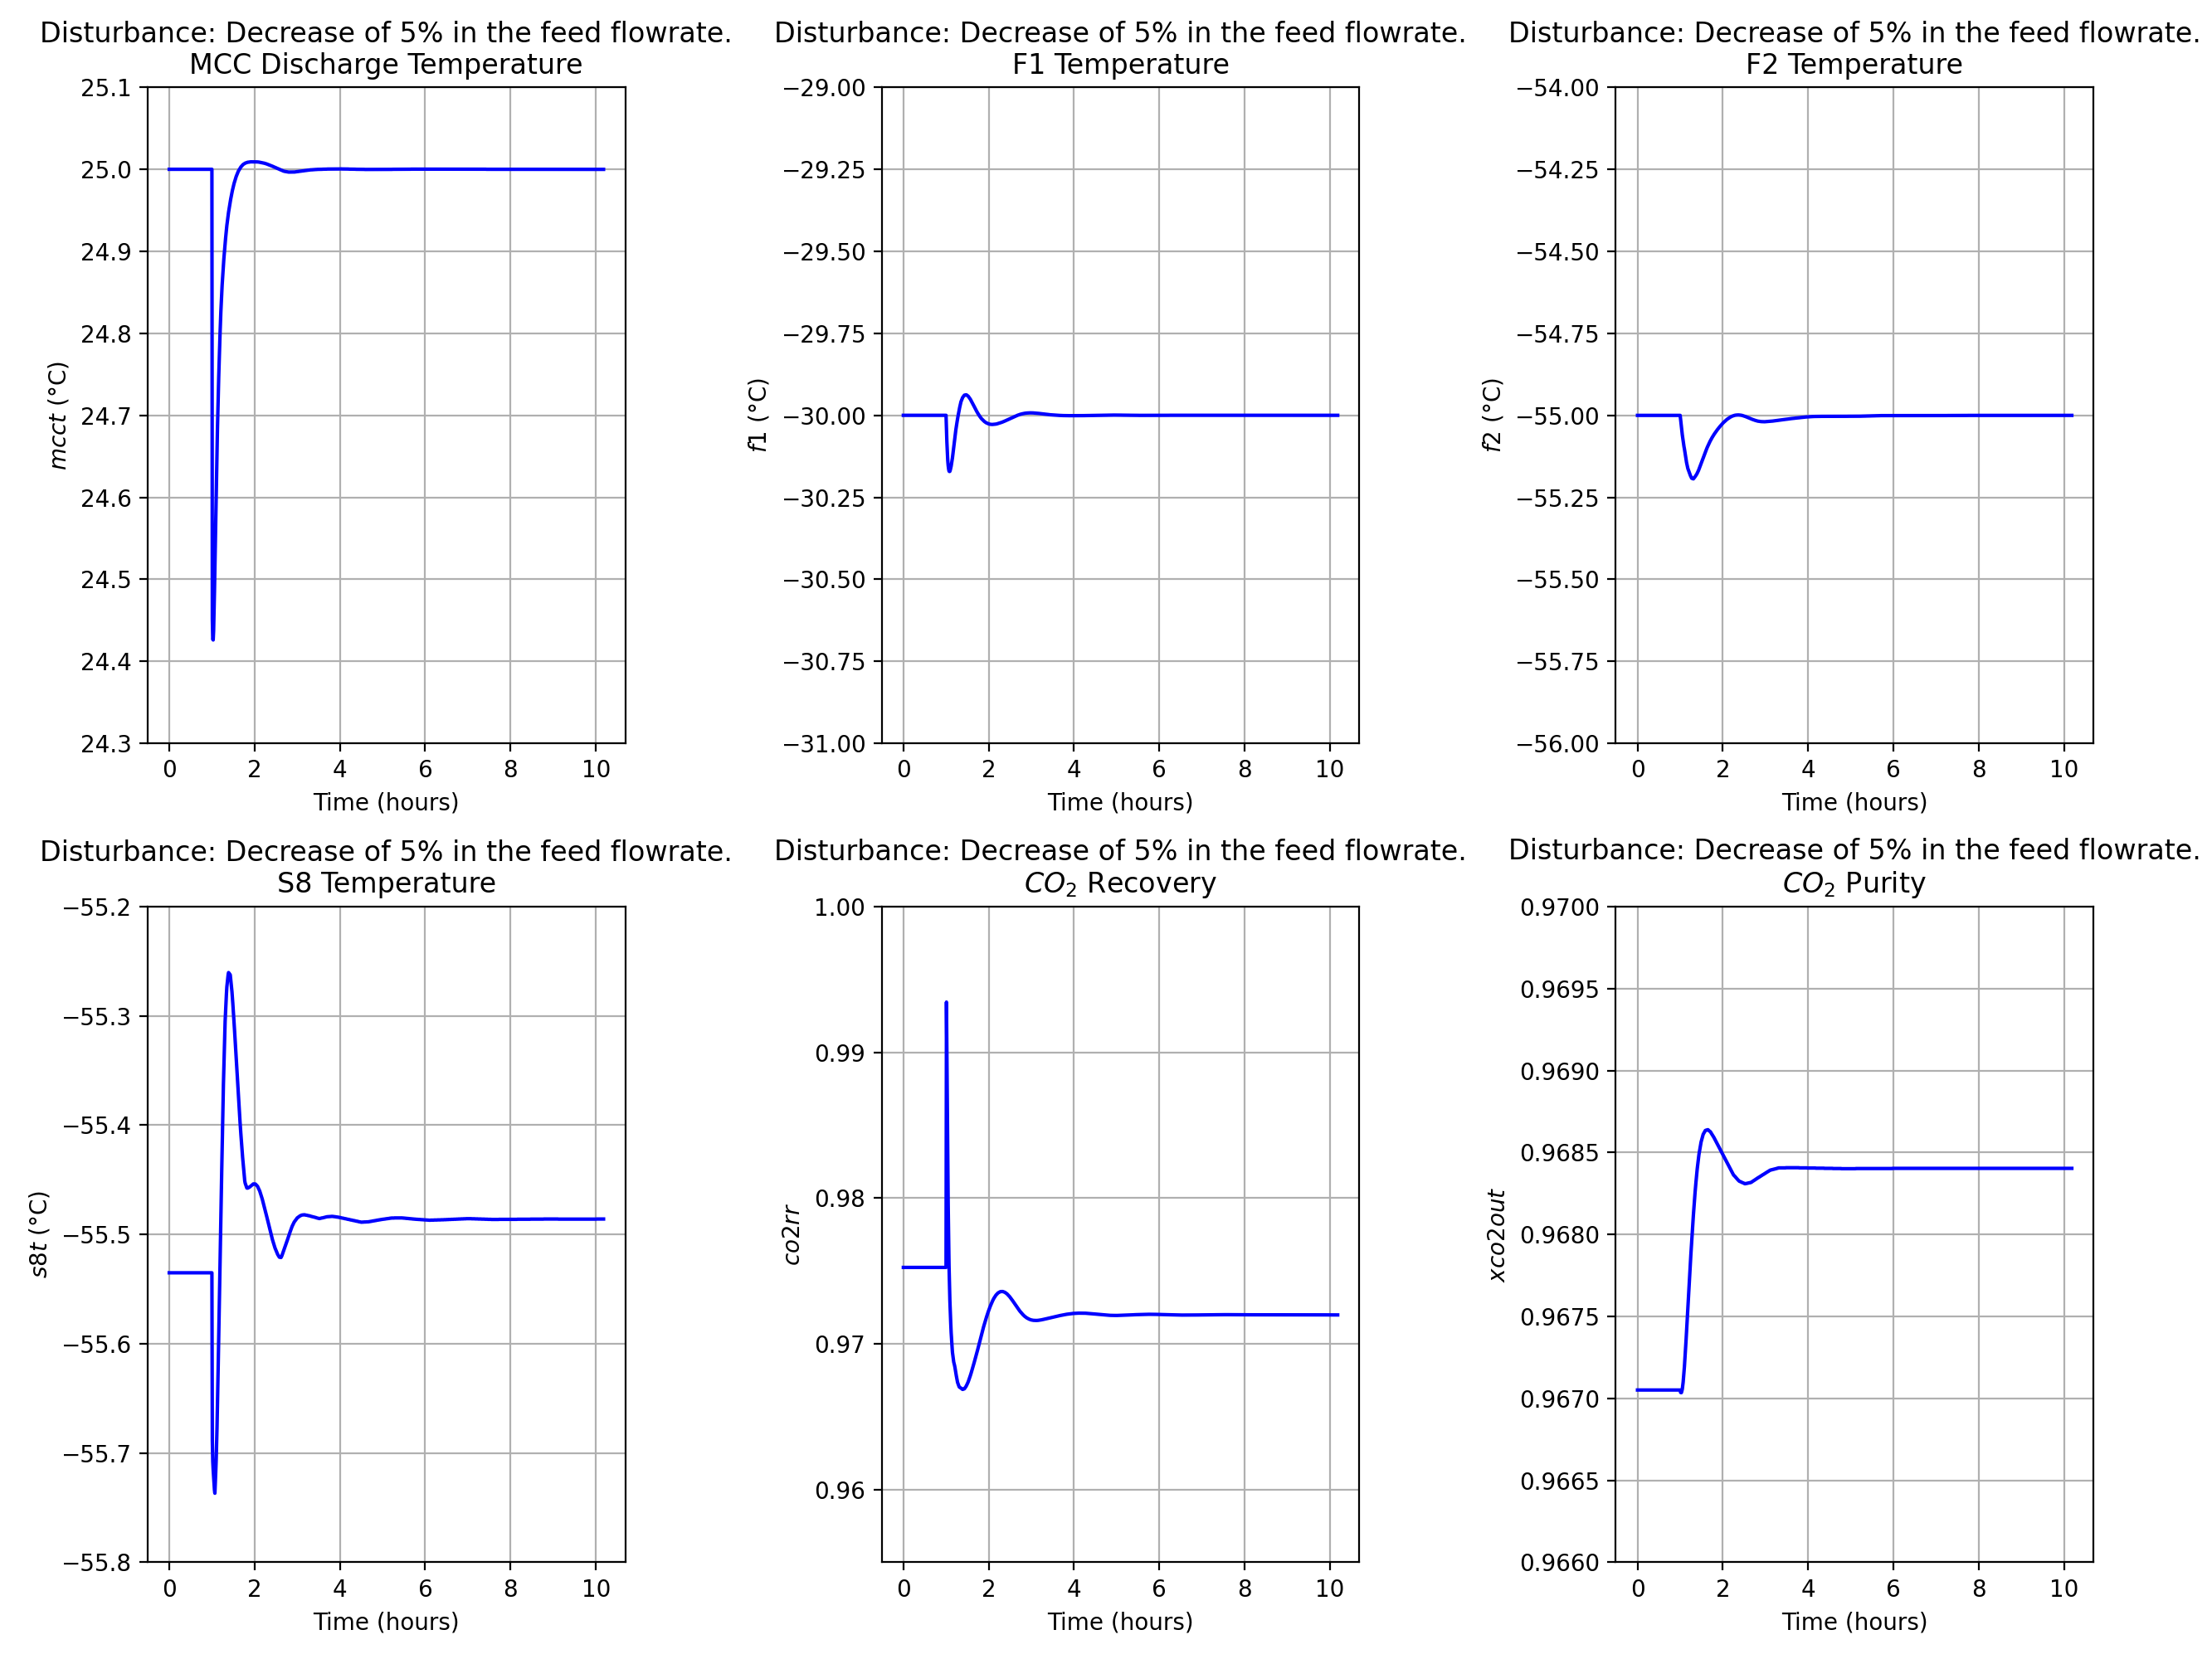 Disturbance: Decrease of 5% in the feed flowrate.
MCC Discharge Temperature
25.1
25.0
24.9
24.8
24.7
24.6
24.5
24.4
24.3
mcct (°C)
0 2 4 6 8 10
Time (hours)
Disturbance: Decrease of 5% in the feed flowrate.
F1 Temperature
−29.00
−29.25
−29.50
−29.75
−30.00
−30.25
−30.50
−30.75
−31.00
f1 (°C)
0 2 4 6 8 10
Time (hours)
Disturbance: Decrease of 5% in the feed flowrate.
F2 Temperature
−54.00
−54.25
−54.50
−54.75
−55.00
−55.25
−55.50
−55.75
−56.00
f2 (°C)
0 2 4 6 8 10
Time (hours)
Disturbance: Decrease of 5% in the feed flowrate.
S8 Temperature
−55.2
−55.3
−55.4
−55.5
−55.6
−55.7
−55.8
s8t (°C)
0 2 4 6 8 10
Time (hours)
Disturbance: Decrease of 5% in the feed flowrate.
CO₂ Recovery
1.00
0.99
0.98
0.97
0.96
co2rr
0 2 4 6 8 10
Time (hours)
Disturbance: Decrease of 5% in the feed flowrate.
CO₂ Purity
0.9700
0.9695
0.9690
0.9685
0.9680
0.9675
0.9670
0.9665
0.9660
xco2out
0 2 4 6 8 10
Time (hours)